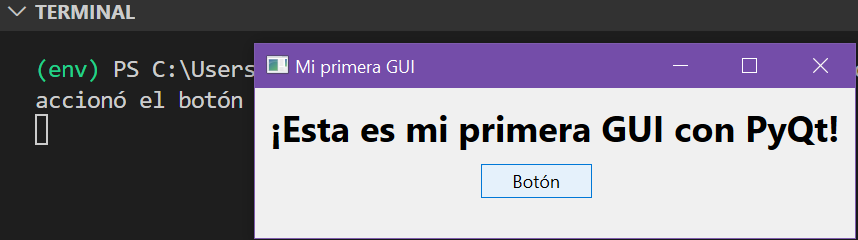 TERMINAL
(env) PS C:\Users
accionó el botón
Mi primera GUI
¡Esta es mi primera GUI con PyQt!
Botón